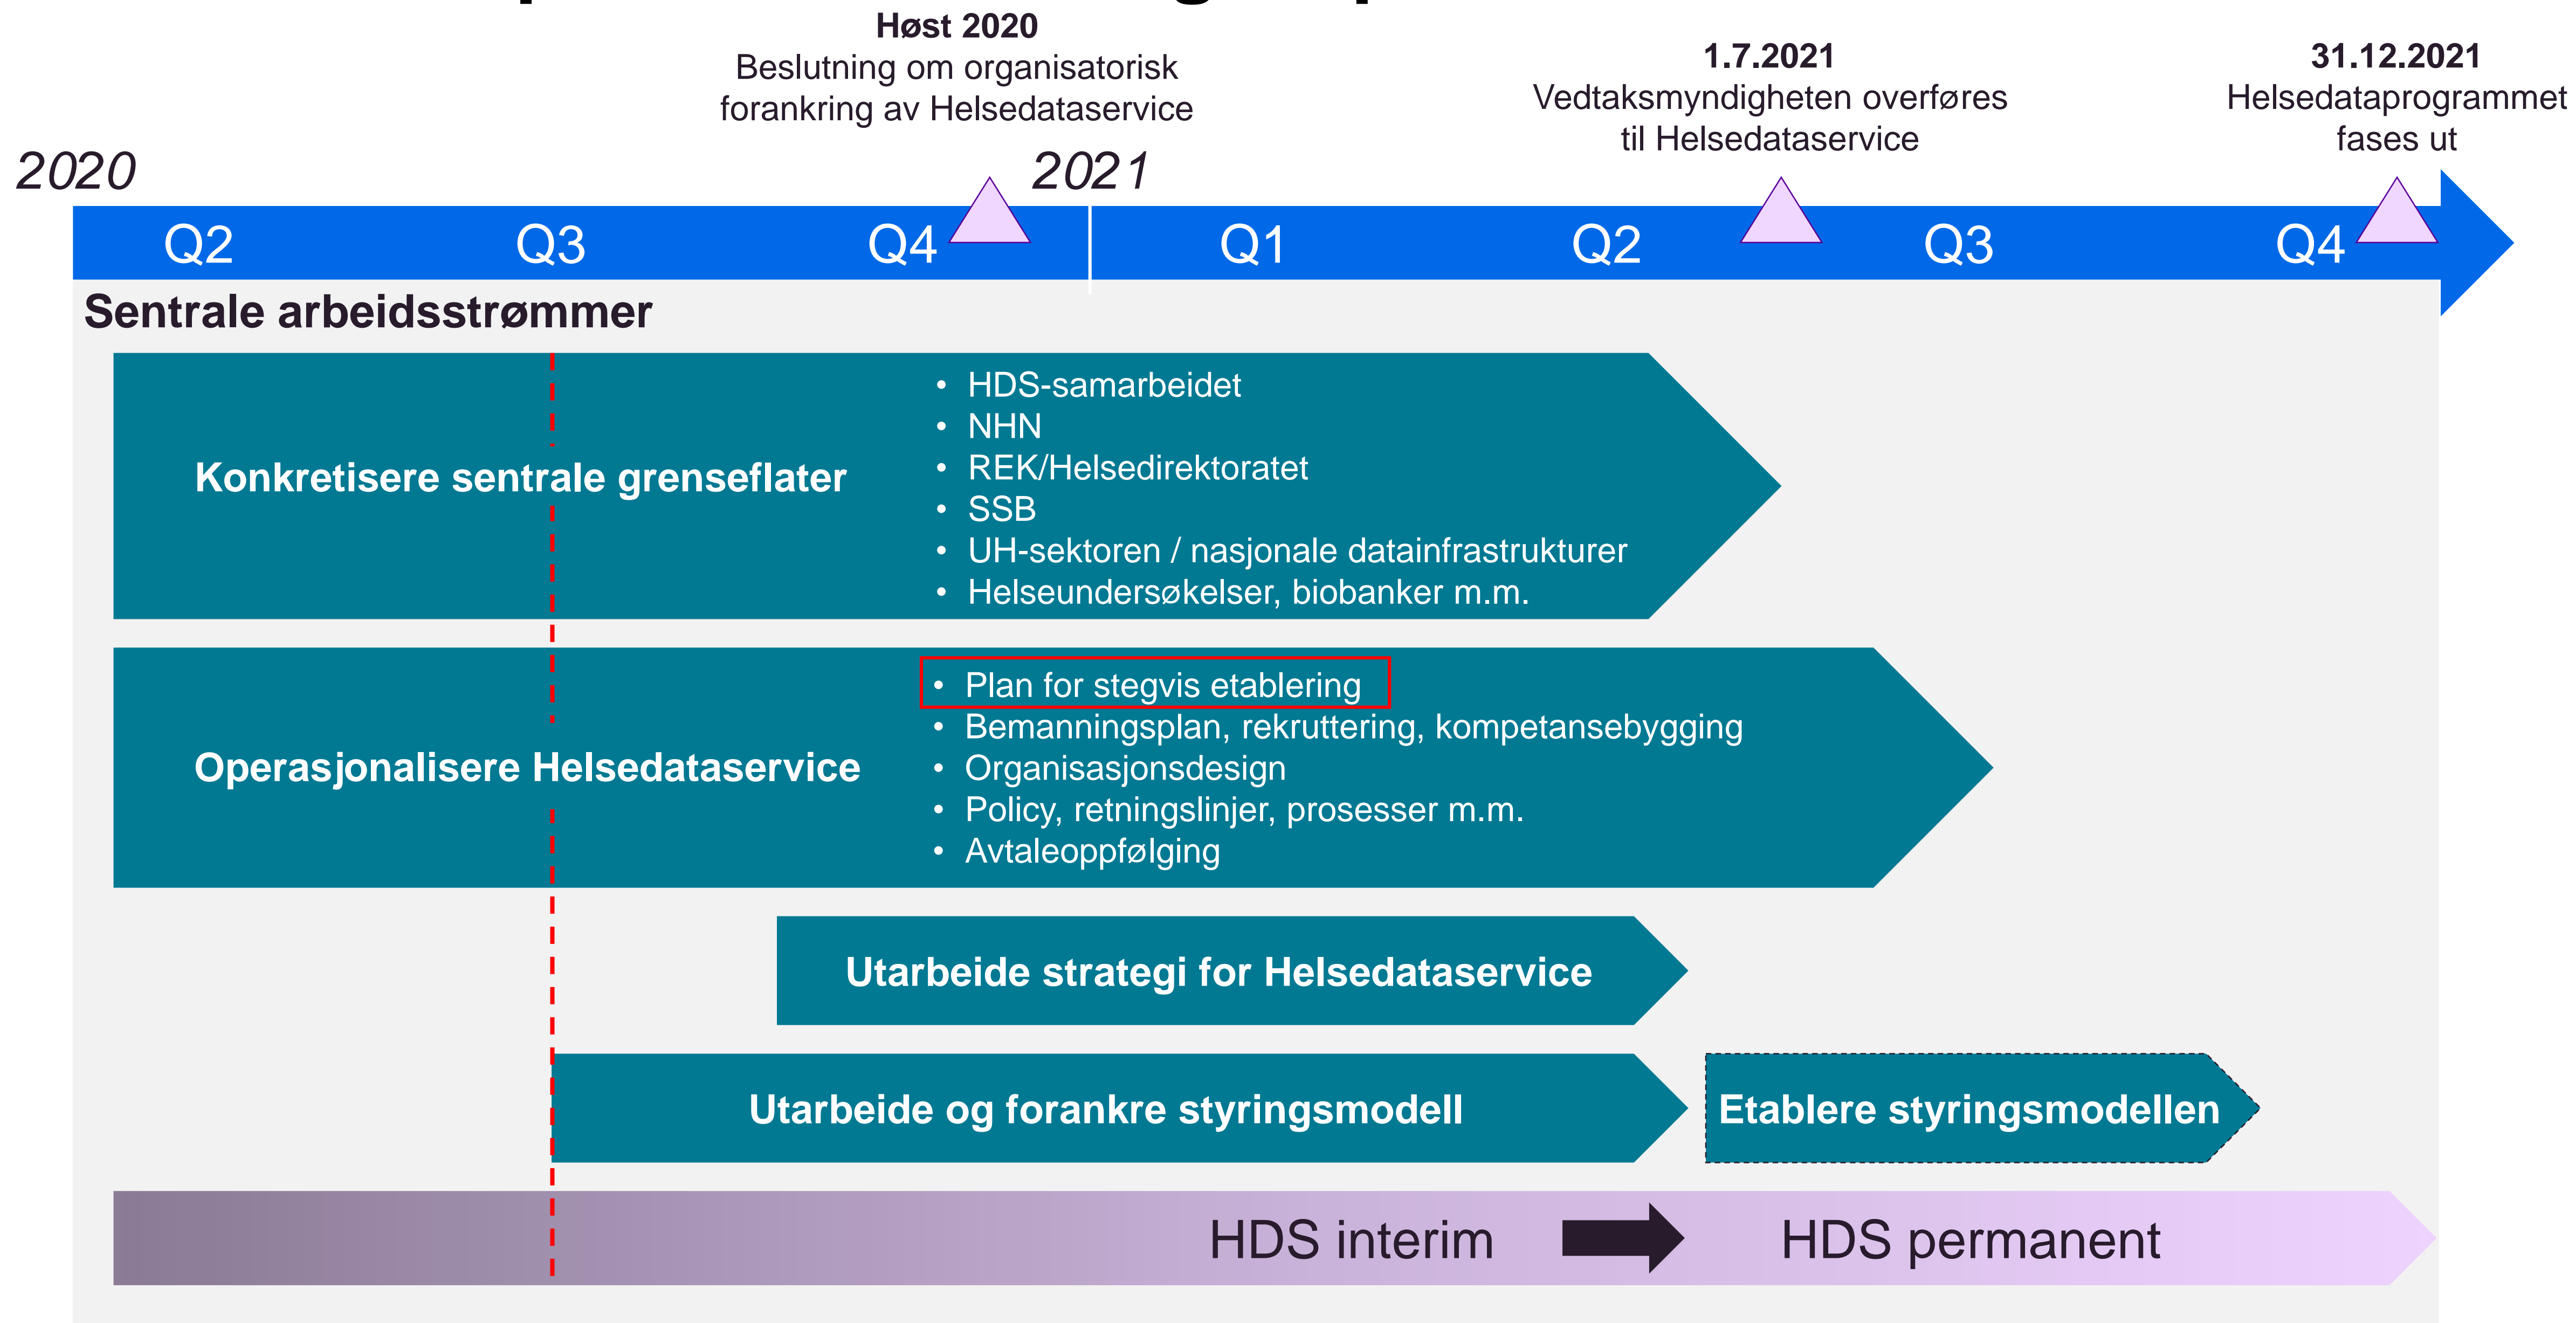 Høst 2020
Beslutning om organisatorisk
forankring av Helsedataservice
1.7.2021
Vedtaksmyndigheten overføres
til Helsedataservice
31.12.2021
Helsedataprogrammet
fases ut
2020
2021
Q2
Q3
Q4
Q1
Q2
Q3
Q4
Sentrale arbeidsstrømmer
Konkretisere sentrale grenseflater
• HDS-samarbeidet
• NHN
• REK/Helsedirektoratet
• SSB
• UH-sektoren / nasjonale datainfrastrukturer
• Helseundersøkelser, biobanker m.m.
Operasjonalisere Helsedataservice
• Plan for stegvis etablering
• Bemanningsplan, rekruttering, kompetansebygging
• Organisasjonsdesign
• Policy, retningslinjer, prosesser m.m.
• Avtaleoppfølging
Utarbeide strategi for Helsedataservice
Utarbeide og forankre styringsmodell
Etablere styringsmodellen
HDS interim
HDS permanent